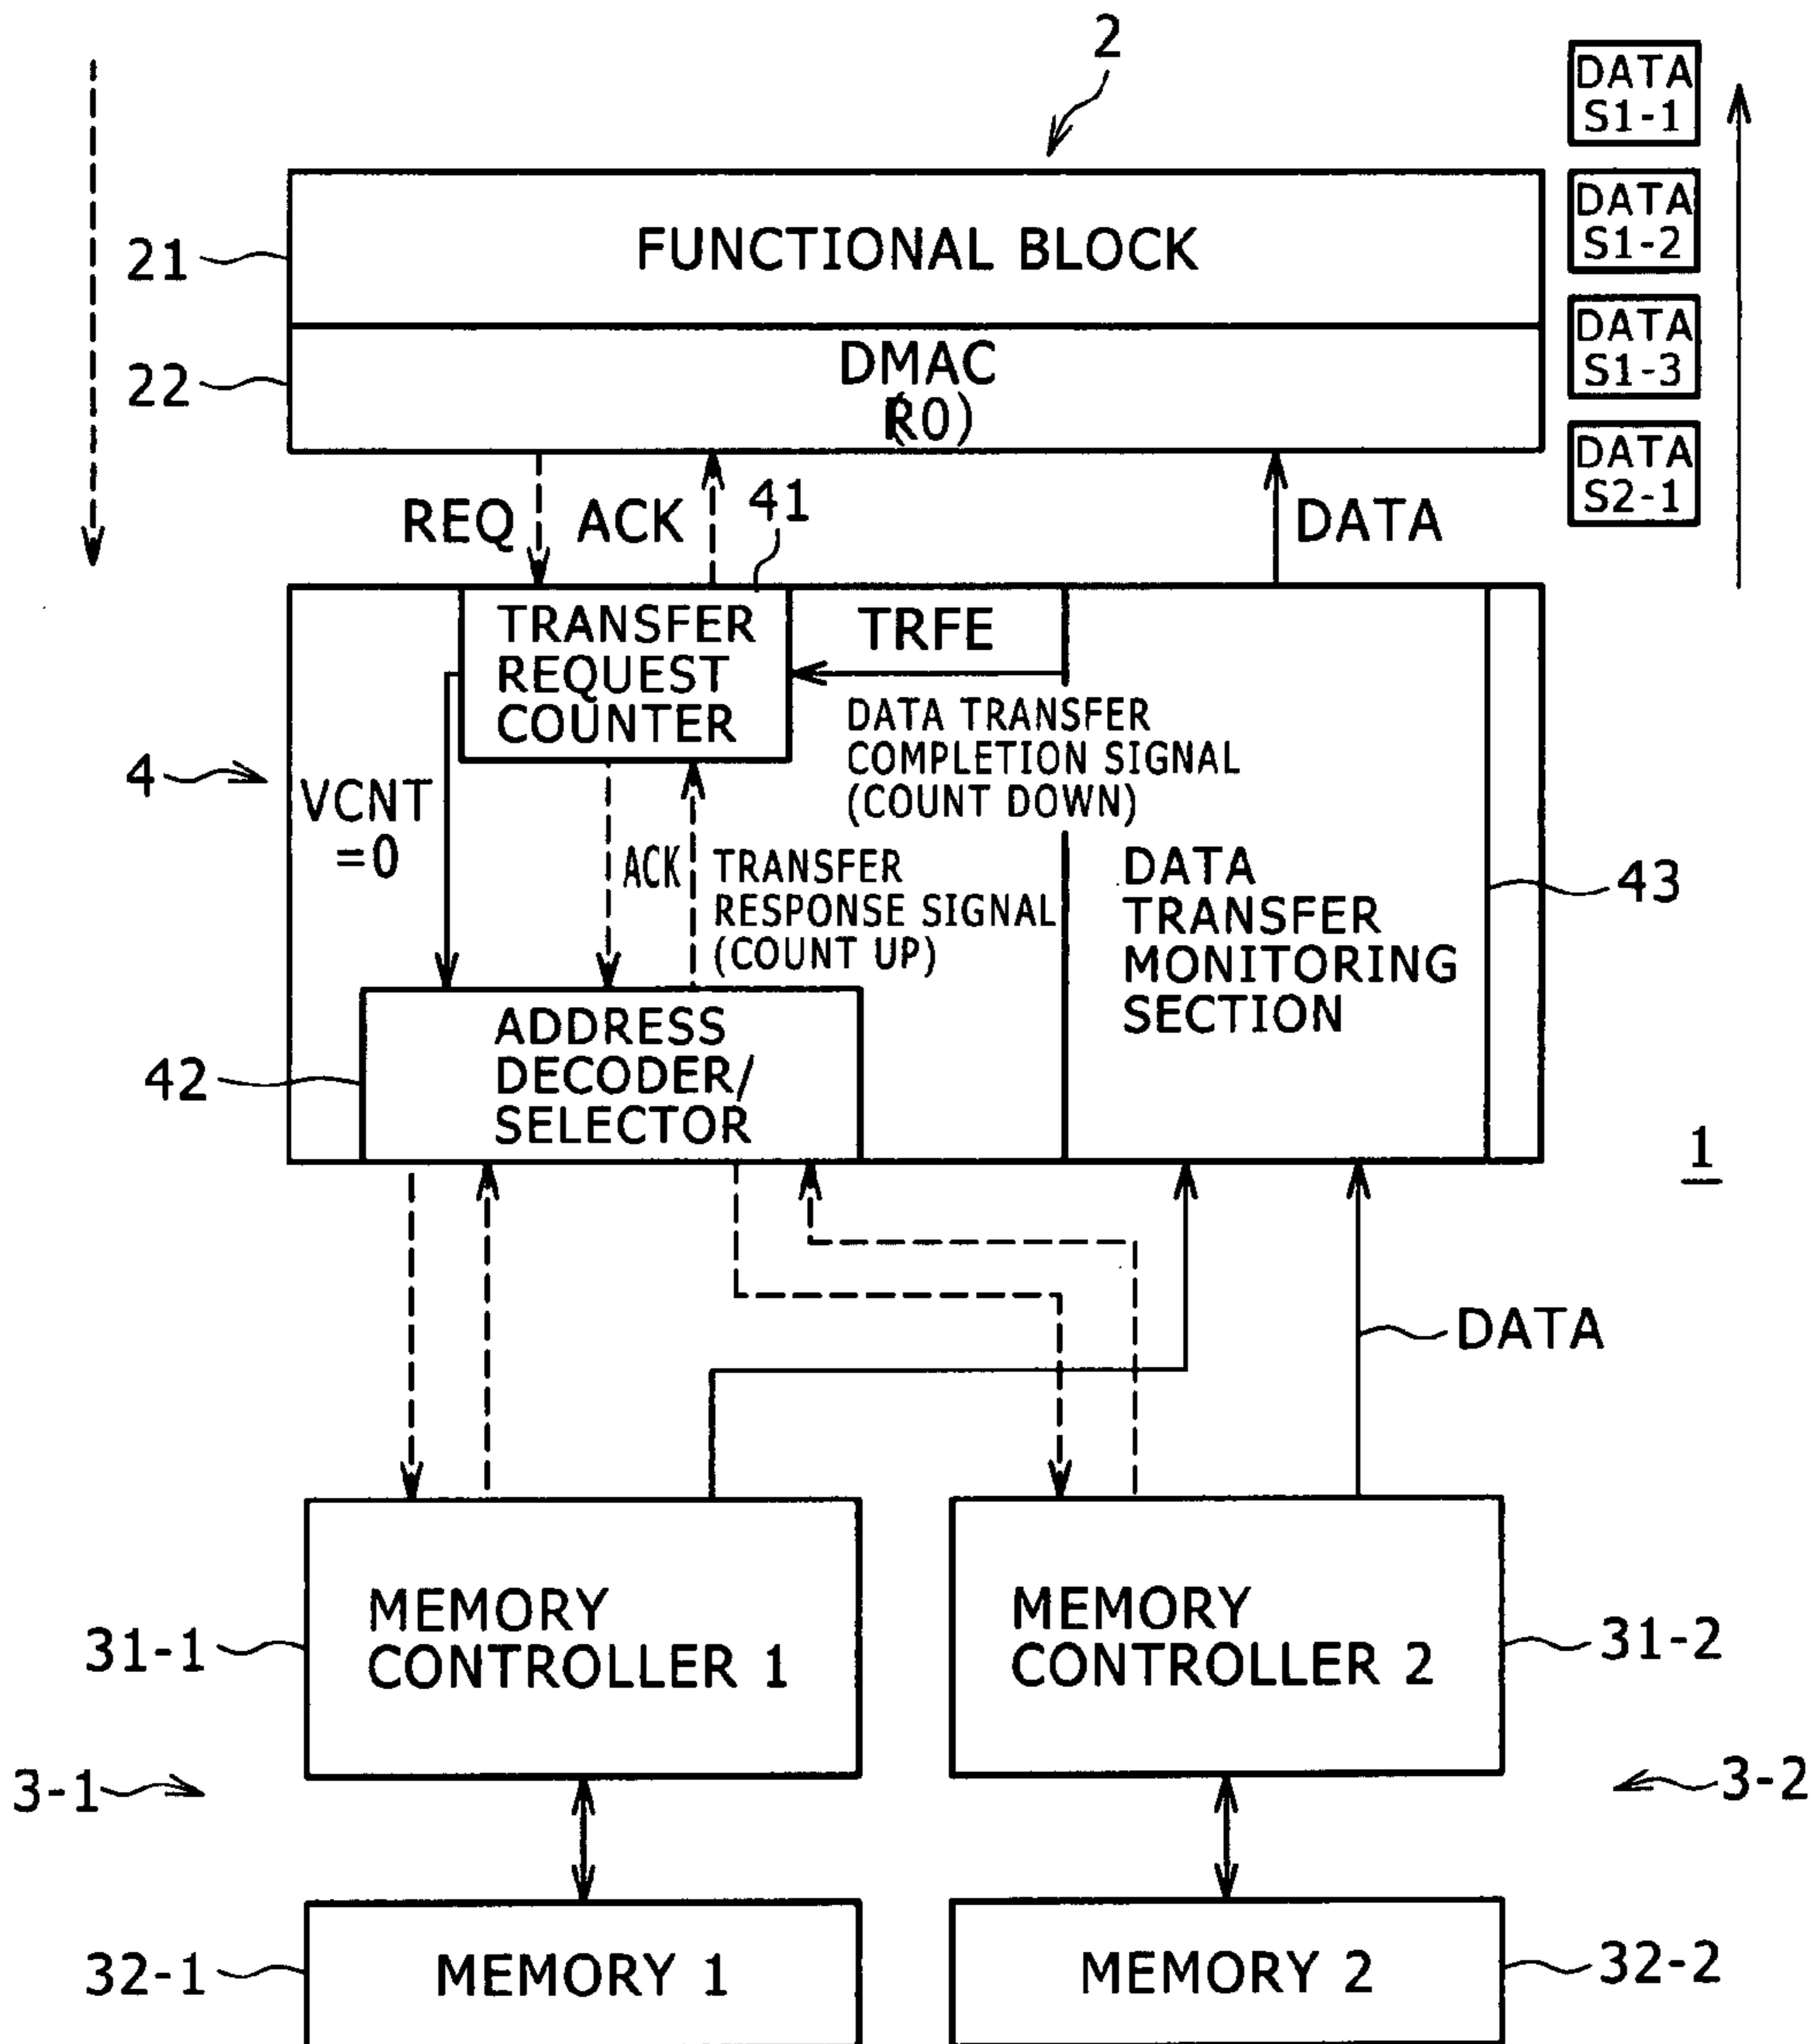 2
DATA
S1-1
DATA
S1-2
DATA
S1-3
DATA
S2-1
21
FUNCTIONAL BLOCK
22
DMAC
(R0)
REQ
ACK
41
DATA
TRANSFER
REQUEST
COUNTER
TRFE
DATA TRANSFER
COMPLETION SIGNAL
(COUNT DOWN)
4
VCNT
=0
ACK
TRANSFER
RESPONSE SIGNAL
(COUNT UP)
DATA
TRANSFER
MONITORING
SECTION
43
42
ADDRESS
DECODER/
SELECTOR
1
DATA
31-1
MEMORY
CONTROLLER 1
MEMORY
CONTROLLER 2
31-2
3-1
3-2
32-1
MEMORY 1
MEMORY 2
32-2